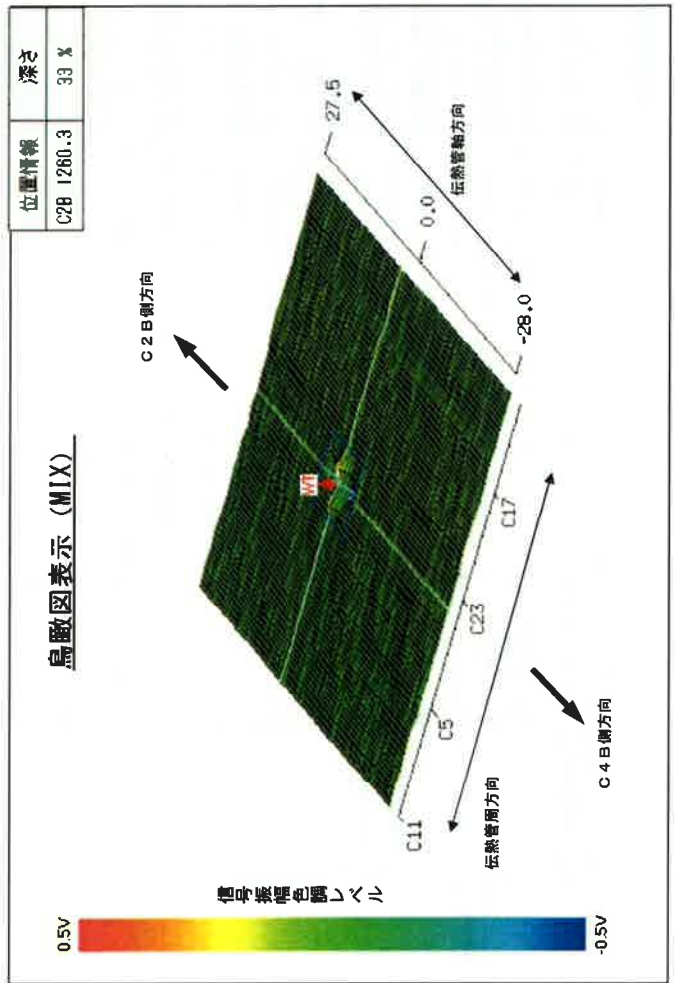 鳥瞰図表示 (MIX)
位置情報 深さ
C2B 1260.3 33 %
C2B側方向
0.5V
信号振幅色調レベル
-0.5V
WT
27.5
0.0
-28.0
伝熱管軸方向
C11
C5
C23
C17
伝熱管周方向
C4B側方向